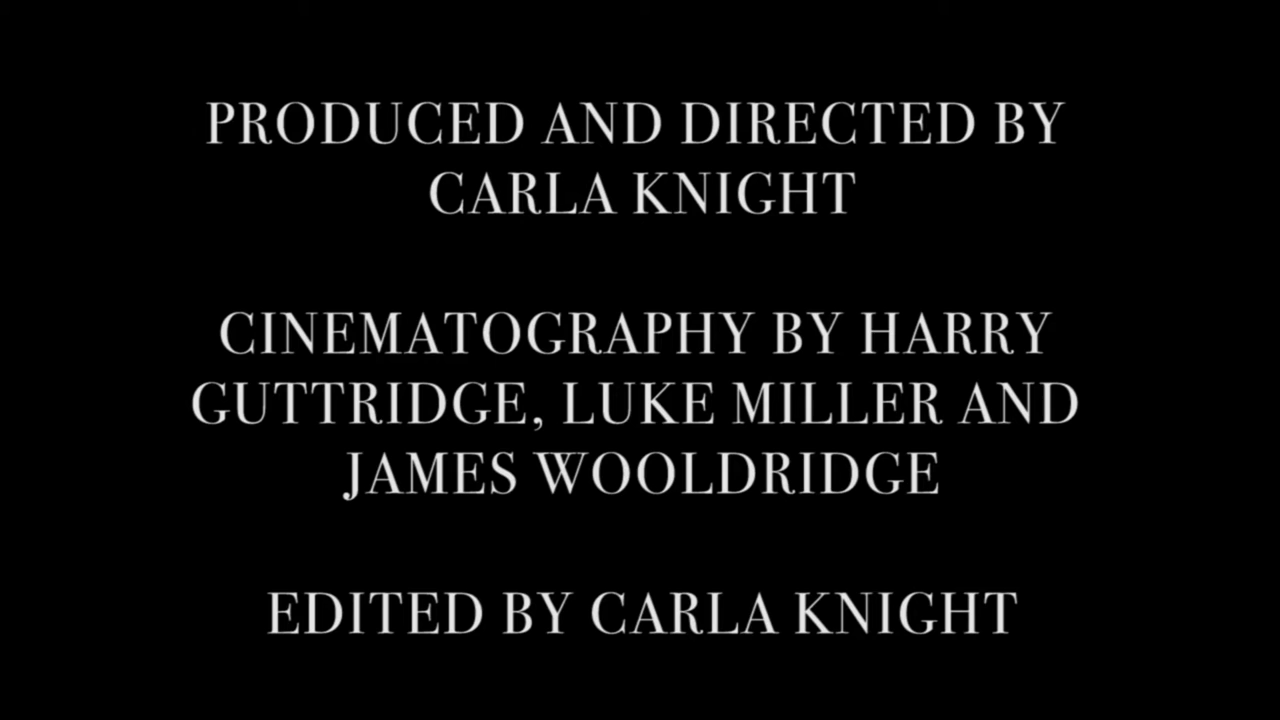 PRODUCED AND DIRECTED BY
CARLA KNIGHT
CINEMATOGRAPHY BY HARRY
GUTTRIDGE, LUKE MILLER AND
JAMES WOOLDRIDGE
EDITED BY CARLA KNIGHT